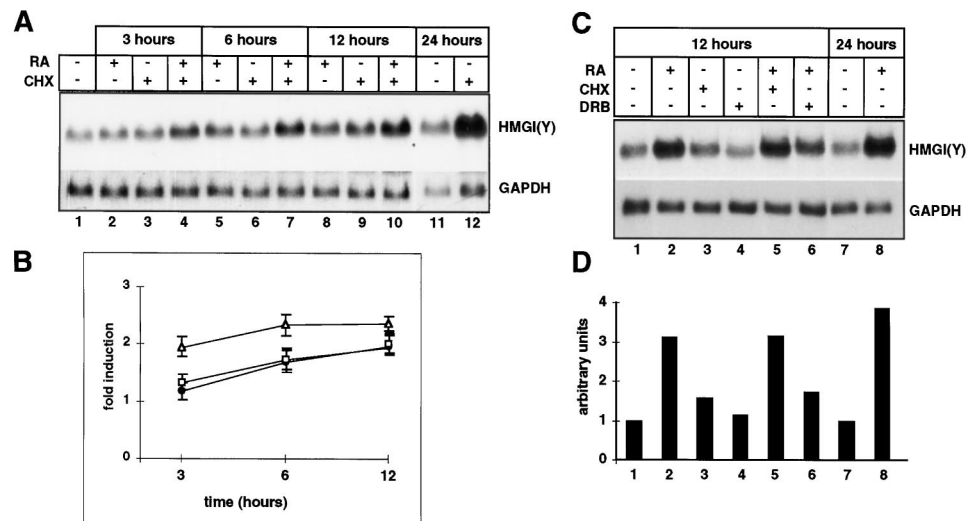 A
3 hours 6 hours 12 hours 24 hours
RA - + - + + - + + - + - -
CHX - - + + - + + - + + - +
HMGI(Y)
GAPDH
1 2 3 4 5 6 7 8 9 10 11 12
B
3
2
1
0
fold induction
3 6 12
time (hours)
C
12 hours 24 hours
RA - + - - + + - +
CHX - - + - + - - -
DRB - - - + - + - -
HMGI(Y)
GAPDH
1 2 3 4 5 6 7 8
D
4
3
2
1
0
arbitrary units
1 2 3 4 5 6 7 8